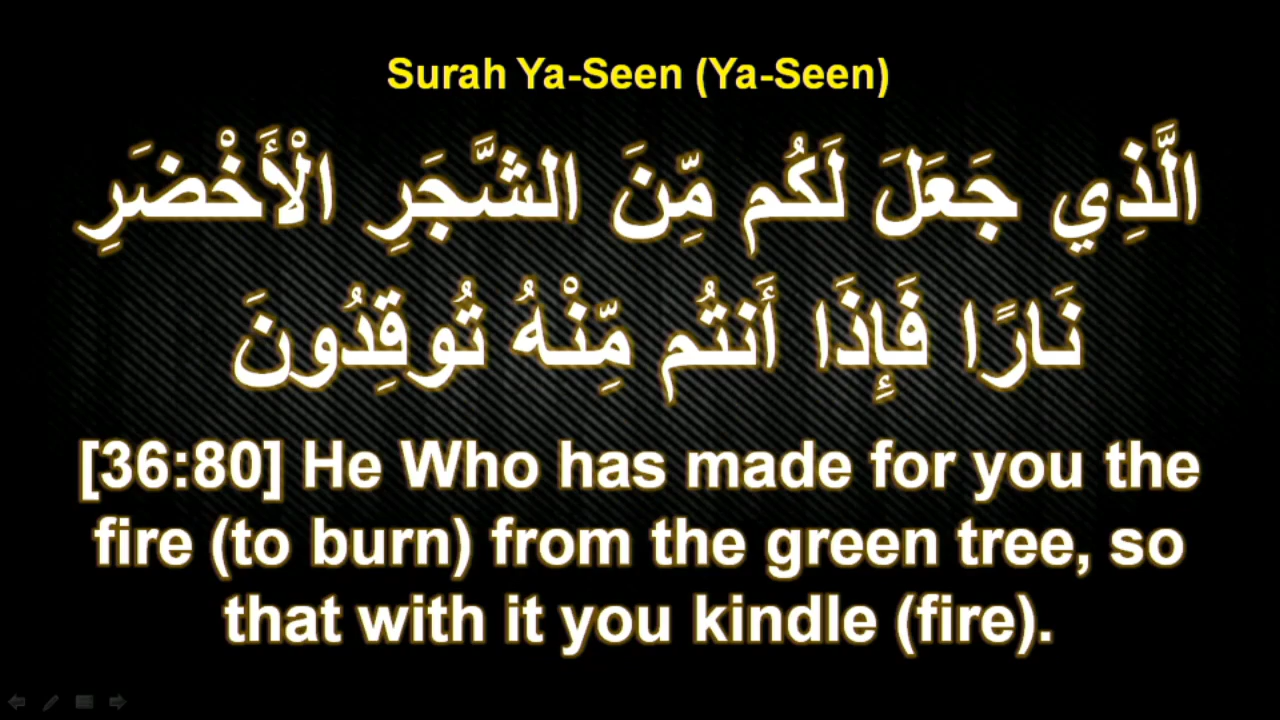 Surah Ya-Seen (Ya-Seen)
الَّذِي جَعَلَ لَكُم مِّنَ الشَّجَرِ الْأَخْضَرِ
نَارًا فَإِذَا أَنتُم مِّنْهُ تُوقِدُونَ
[36:80] He Who has made for you the
fire (to burn) from the green tree, so
that with it you kindle (fire).